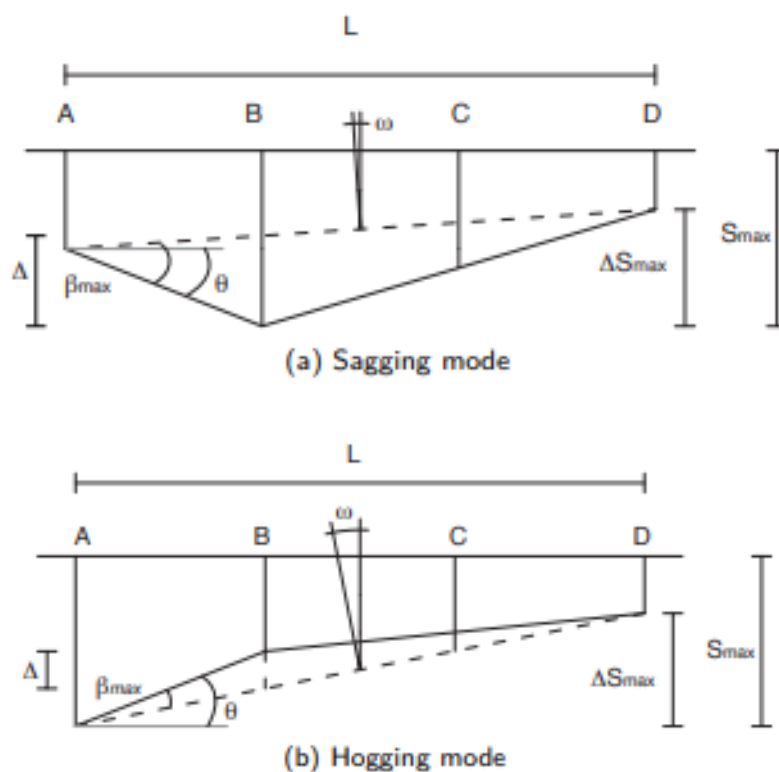 L
A B ω C D
Δ βmax θ ΔSmax Smax
(a) Sagging mode
L
A B ω C D
Δ βmax θ ΔSmax Smax
(b) Hogging mode